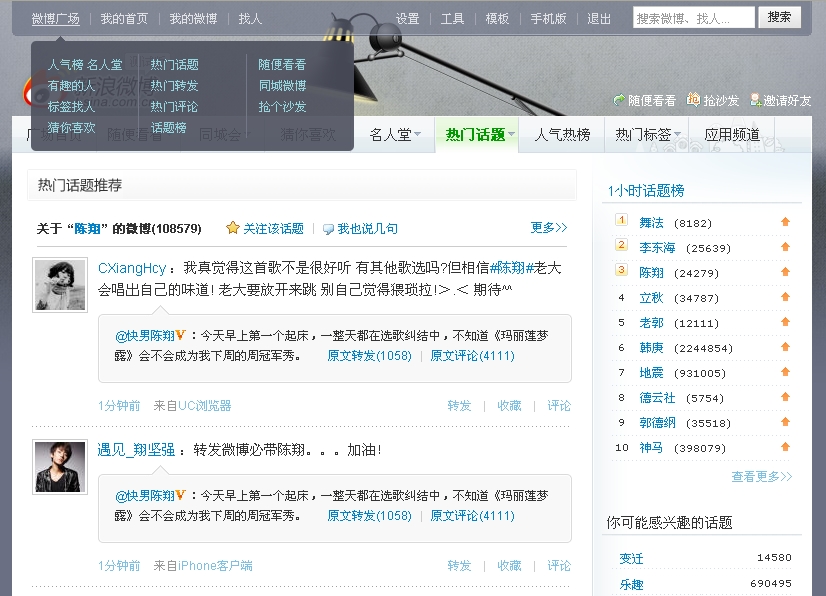 微博广场 我的首页 我的微博 找人 设置 工具 模板 手机版 退出 搜索微博、找人... 搜索
人气榜 名人堂 热门话题 随便看看
有趣的人 热门转发 同城微博
标签找人 热门评论 抢个沙发
猜你喜欢 话题榜
随便看看 抢沙发 邀请好友
名人堂 热门话题 人气热榜 热门标签 应用频道
热门话题推荐
关于“陈翔”的微博(108579) 关注该话题 我也说几句 更多>>
CXiangHcy：我真觉得这首歌不是很好听 有其他歌选吗?但相信#陈翔#老大
会唱出自己的味道! 老大要放开来跳 别自己觉得猥琐拉!＞.＜ 期待^^
@快男陈翔V：今天早上第一个起床，一整天都在选歌纠结中，不知道《玛丽莲梦
露》会不会成为我下周的周冠军秀。 原文转发(1058) 原文评论(4111)
1分钟前 来自UC浏览器 转发 收藏 评论
遇见_翔坚强：转发微博必带陈翔。。。加油!
@快男陈翔V：今天早上第一个起床，一整天都在选歌纠结中，不知道《玛丽莲梦
露》会不会成为我下周的周冠军秀。 原文转发(1058) 原文评论(4111)
1分钟前 来自iPhone客户端 转发 收藏 评论
1小时话题榜
1 舞法 (8182)
2 李东海 (25639)
3 陈翔 (24279)
4 立秋 (34787)
5 老郭 (12111)
6 韩庚 (2244854)
7 地震 (931005)
8 德云社 (5754)
9 郭德纲 (35518)
10 神马 (398079)
查看更多>>
你可能感兴趣的话题
变迁 14580
乐趣 690495